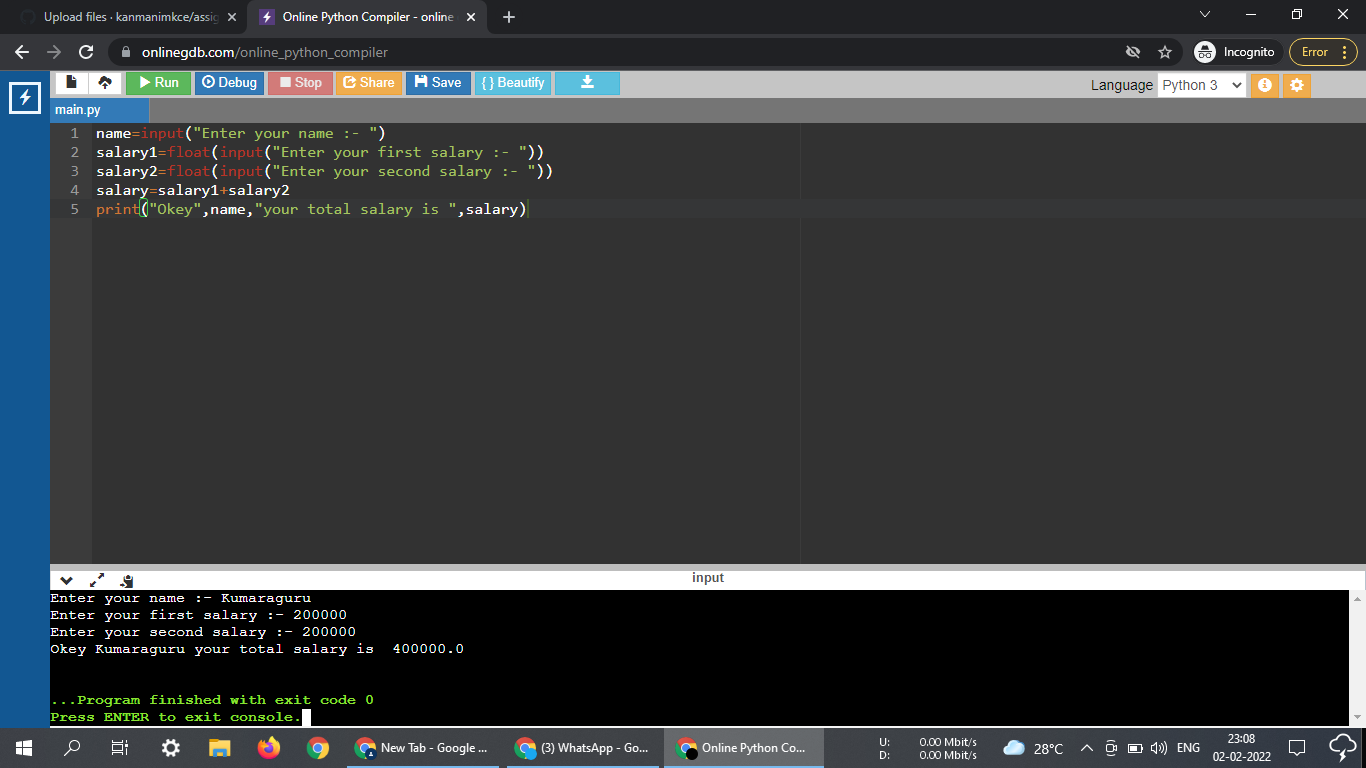 Upload files · kanmanimkce/assig
Online Python Compiler - online
onlinegdb.com/online_python_compiler
Incognito
Error
Run
Debug
Stop
Share
Save
{ } Beautify
Language
Python 3
main.py
1 name=input("Enter your name :- ")
2 salary1=float(input("Enter your first salary :- "))
3 salary2=float(input("Enter your second salary :- "))
4 salary=salary1+salary2
5 print("Okey",name,"your total salary is ",salary)
input
Enter your name :- Kumaraguru
Enter your first salary :- 200000
Enter your second salary :- 200000
Okey Kumaraguru your total salary is  400000.0
...Program finished with exit code 0
Press ENTER to exit console.
New Tab - Google ...
(3) WhatsApp - Go...
Online Python Co...
U: 0.00 Mbit/s
D: 0.00 Mbit/s
28°C
ENG
23:08
02-02-2022